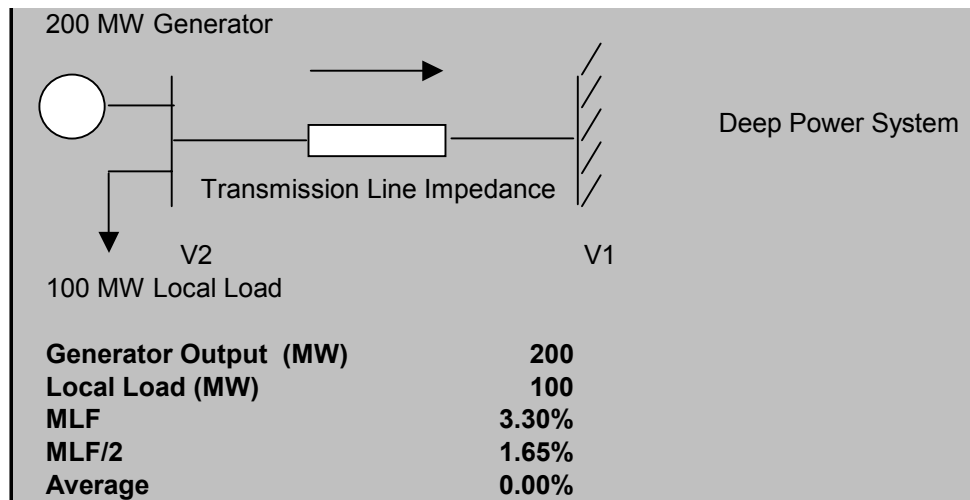 200 MW Generator
Deep Power System
Transmission Line Impedance
V2 V1
100 MW Local Load
Generator Output (MW) 200
Local Load (MW) 100
MLF 3.30%
MLF/2 1.65%
Average 0.00%